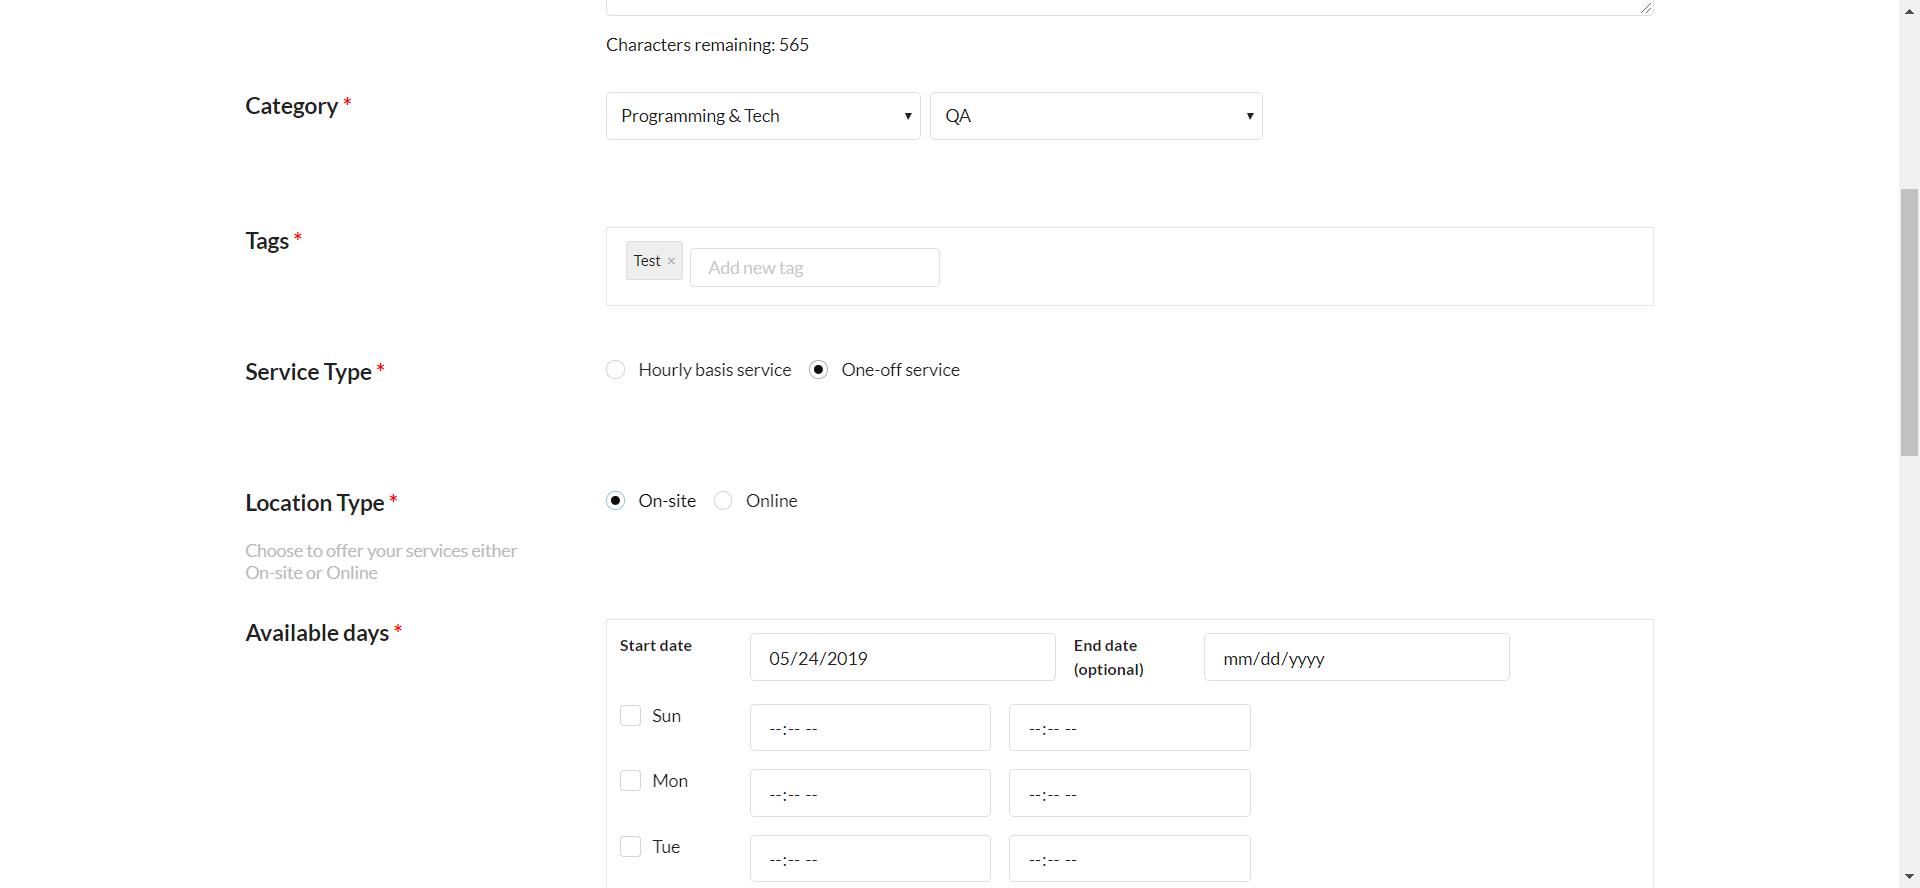 Characters remaining: 565
Category *
Programming & Tech
QA
Tags *
Test ×
Add new tag
Service Type *
Hourly basis service
One-off service
Location Type *
On-site
Online
Choose to offer your services either
On-site or Online
Available days *
Start date
05/24/2019
End date
(optional)
mm/dd/yyyy
Sun
--:-- --
--:-- --
Mon
--:-- --
--:-- --
Tue
--:-- --
--:-- --